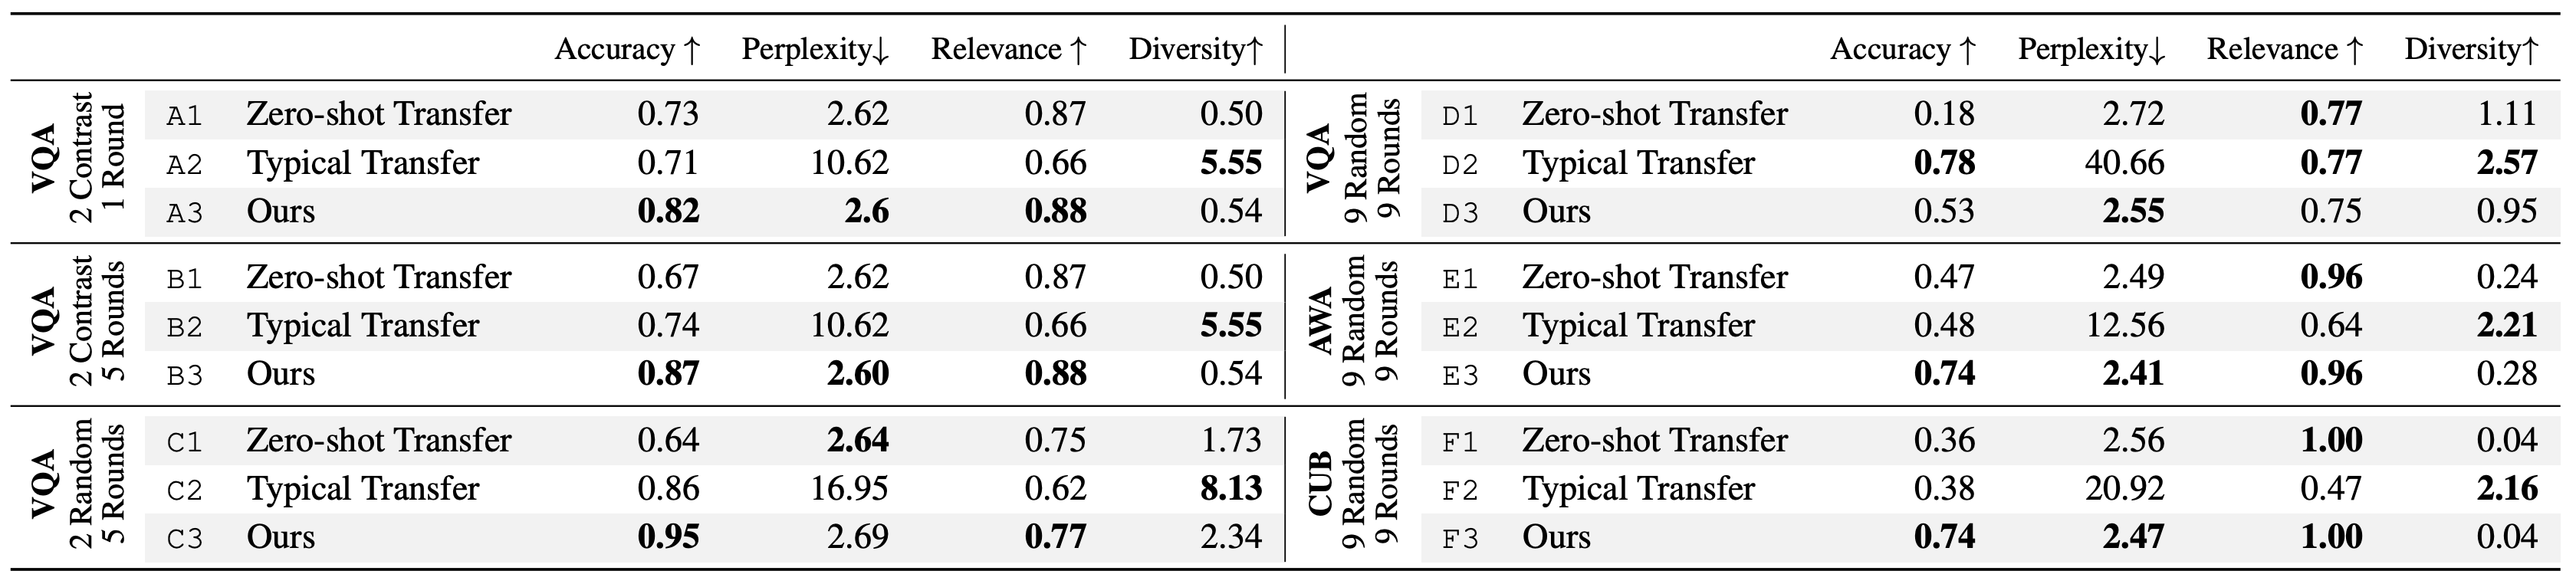 Accuracy ↑ Perplexity↓ Relevance ↑ Diversity↑ Accuracy ↑ Perplexity↓ Relevance ↑ Diversity↑
VQA
2 Contrast
1 Round
A1 Zero-shot Transfer 0.73 2.62 0.87 0.50
A2 Typical Transfer 0.71 10.62 0.66 5.55
A3 Ours 0.82 2.6 0.88 0.54
VQA
9 Random
9 Rounds
D1 Zero-shot Transfer 0.18 2.72 0.77 1.11
D2 Typical Transfer 0.78 40.66 0.77 2.57
D3 Ours 0.53 2.55 0.75 0.95
VQA
2 Contrast
5 Rounds
B1 Zero-shot Transfer 0.67 2.62 0.87 0.50
B2 Typical Transfer 0.74 10.62 0.66 5.55
B3 Ours 0.87 2.60 0.88 0.54
AWA
9 Random
9 Rounds
E1 Zero-shot Transfer 0.47 2.49 0.96 0.24
E2 Typical Transfer 0.48 12.56 0.64 2.21
E3 Ours 0.74 2.41 0.96 0.28
VQA
2 Random
5 Rounds
C1 Zero-shot Transfer 0.64 2.64 0.75 1.73
C2 Typical Transfer 0.86 16.95 0.62 8.13
C3 Ours 0.95 2.69 0.77 2.34
CUB
9 Random
9 Rounds
F1 Zero-shot Transfer 0.36 2.56 1.00 0.04
F2 Typical Transfer 0.38 20.92 0.47 2.16
F3 Ours 0.74 2.47 1.00 0.04